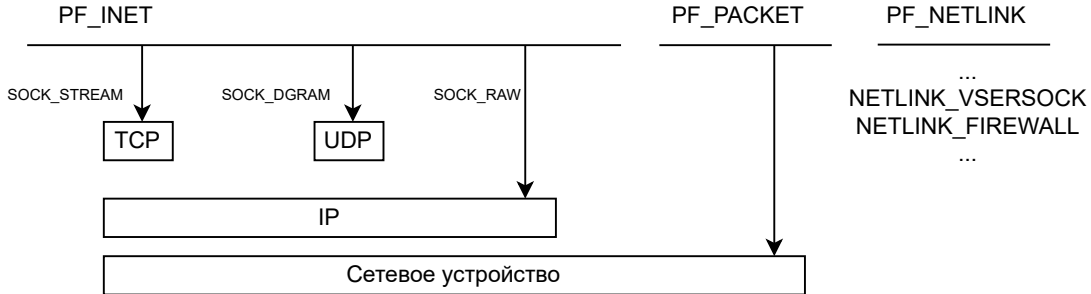 PF_INET PF_PACKET PF_NETLINK
SOCK_STREAM SOCK_DGRAM SOCK_RAW
...
NETLINK_VSERSOCK
TCP UDP NETLINK_FIREWALL
...
IP
Сетевое устройство